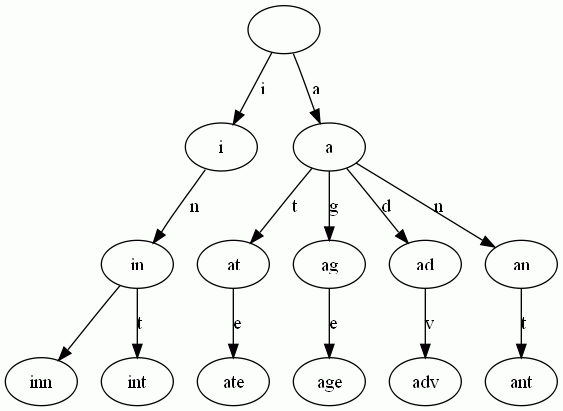 i a
i a
n t g d n
in at ag ad an
t e e v t
inn int ate age adv ant